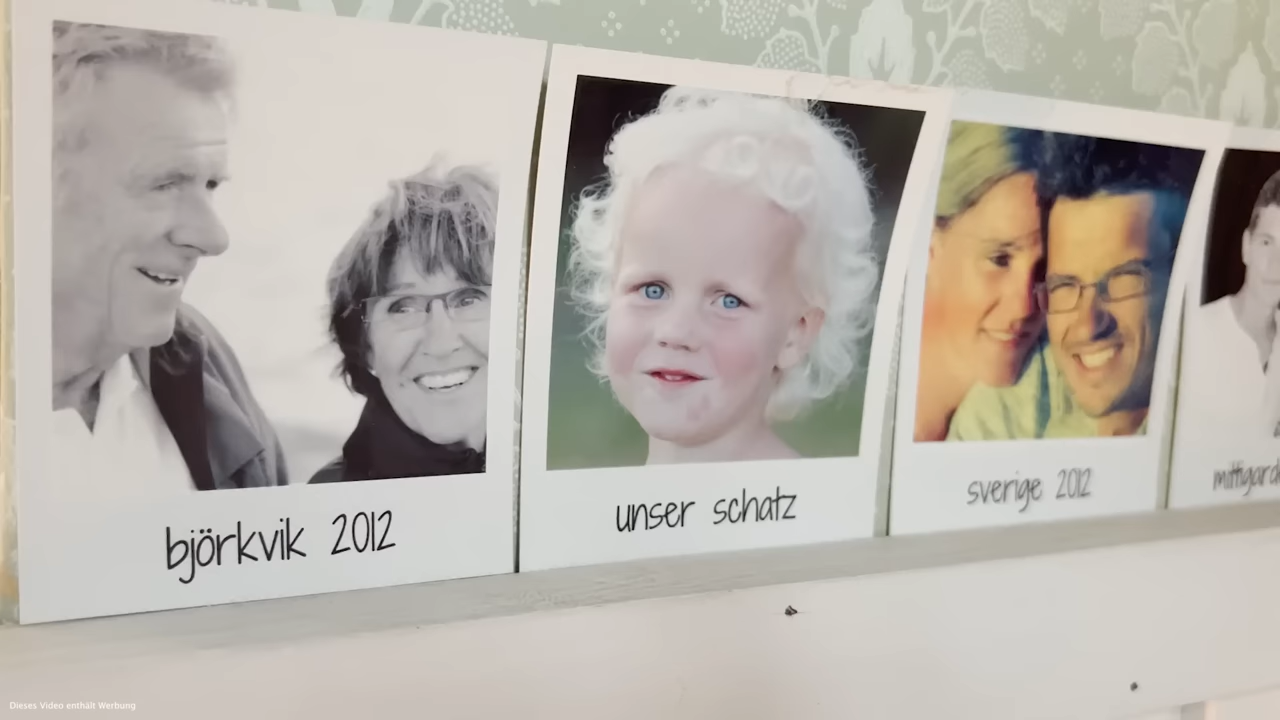 björkvik 2012
unser schatz
sverige 2012
Dieses Video enthält Werbung